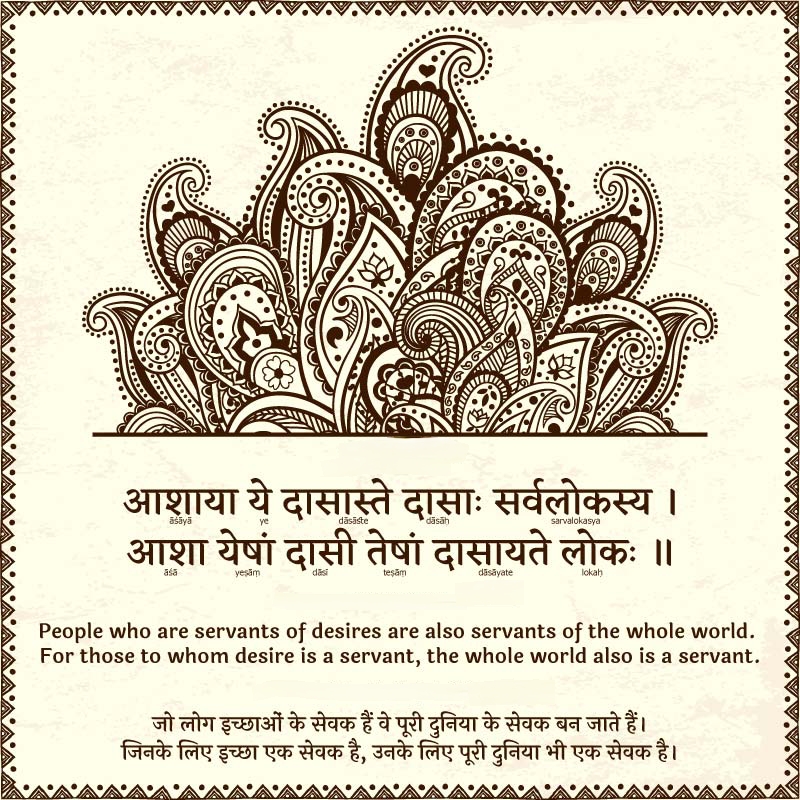 आशाया ये दासास्ते दासाः सर्वलोकस्य ।
āśāyā ye dāsāste dāsāḥ sarvalokasya
आशा येषां दासी तेषां दासायते लोकः ॥
āśā yeṣāṃ dāsī teṣāṃ dāsāyate lokaḥ
People who are servants of desires are also servants of the whole world.
For those to whom desire is a servant, the whole world also is a servant.
जो लोग इच्छाओं के सेवक हैं वे पूरी दुनिया के सेवक बन जाते हैं।
जिनके लिए इच्छा एक सेवक है, उनके लिए पूरी दुनिया भी एक सेवक है।